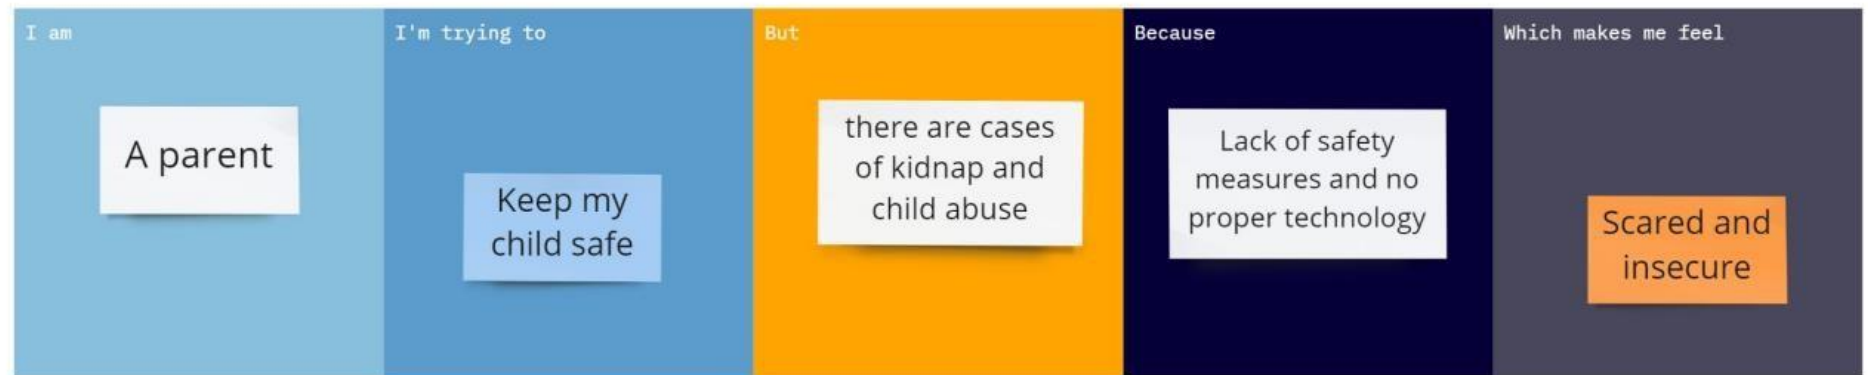 I am
A parent
I'm trying to
Keep my
child safe
But
there are cases
of kidnap and
child abuse
Because
Lack of safety
measures and no
proper technology
Which makes me feel
Scared and
insecure